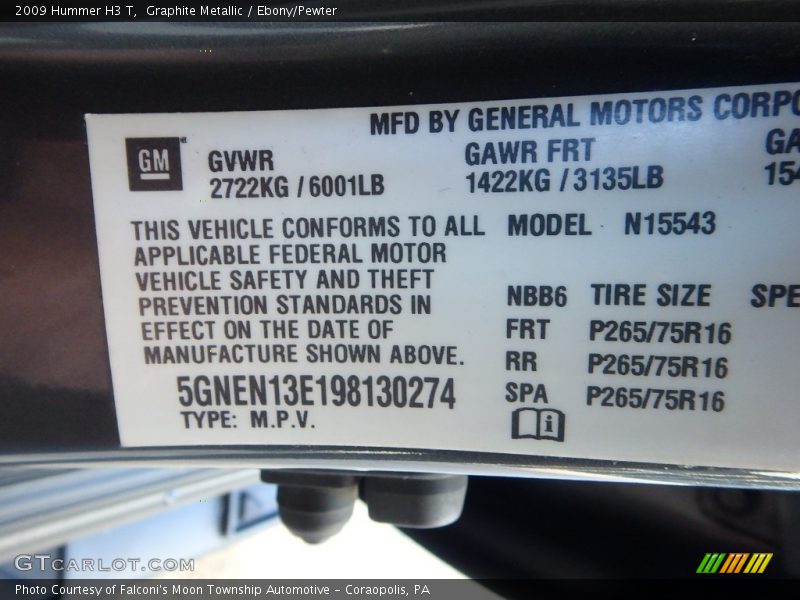 2009 Hummer H3 T, Graphite Metallic / Ebony/Pewter
MFD BY GENERAL MOTORS CORPO
GM
GVWR
2722KG / 6001LB
GAWR FRT
1422KG / 3135LB
GA
154
THIS VEHICLE CONFORMS TO ALL
APPLICABLE FEDERAL MOTOR
VEHICLE SAFETY AND THEFT
PREVENTION STANDARDS IN
EFFECT ON THE DATE OF
MANUFACTURE SHOWN ABOVE.
5GNEN13E198130274
TYPE: M.P.V.
MODEL N15543
NBB6 TIRE SIZE SPE
FRT P265/75R16
RR P265/75R16
SPA P265/75R16
GTCARLOT.COM
Photo Courtesy of Falconi's Moon Township Automotive - Coraopolis, PA